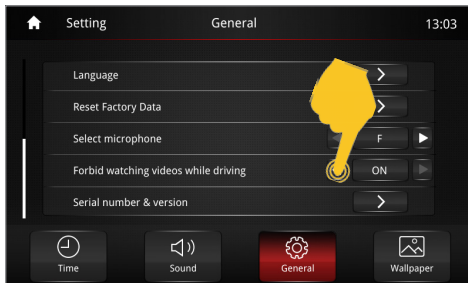 Setting General 13:03
Language
Reset Factory Data
Select microphone F
Forbid watching videos while driving ON
Serial number & version
Time Sound General Wallpaper